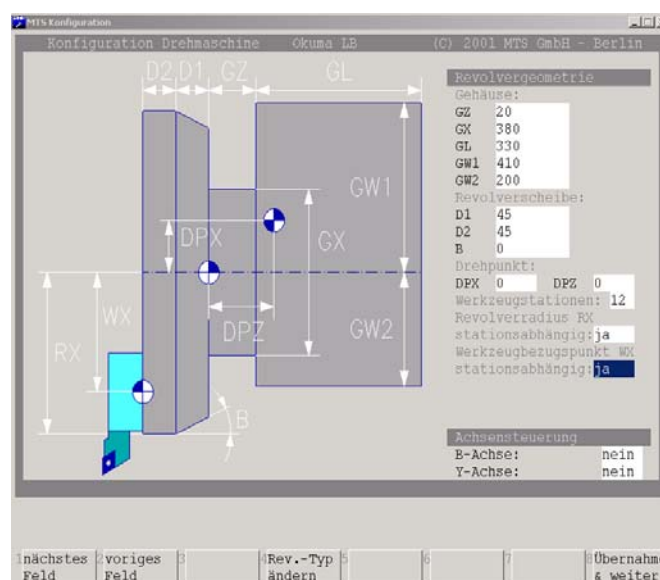 MTS Konfiguration
Konfiguration Drehmaschine Okuma LB (C) 2001 MTS GmbH - Berlin
D2 D1 GZ GL
GW1
DPX
GX
WX
DPZ
GW2
RX
B
Revolvergeometrie
Gehäuse:
GZ 20
GX 380
GL 330
GW1 410
GW2 200
Revolverscheibe:
D1 45
D2 45
B 0
Drehpunkt:
DPX 0 DPZ 0
Werkzeugstationen: 12
Revolverradius RX
stationsabhängig: ja
Werkzeugbezugspunkt WX
stationsabhängig: ja
Achsensteuerung
B-Achse: nein
Y-Achse: nein
1 nächstes Feld
2 voriges Feld
3
4 Rev.-Typ ändern
5
6
7
8 Übernahme & weiter